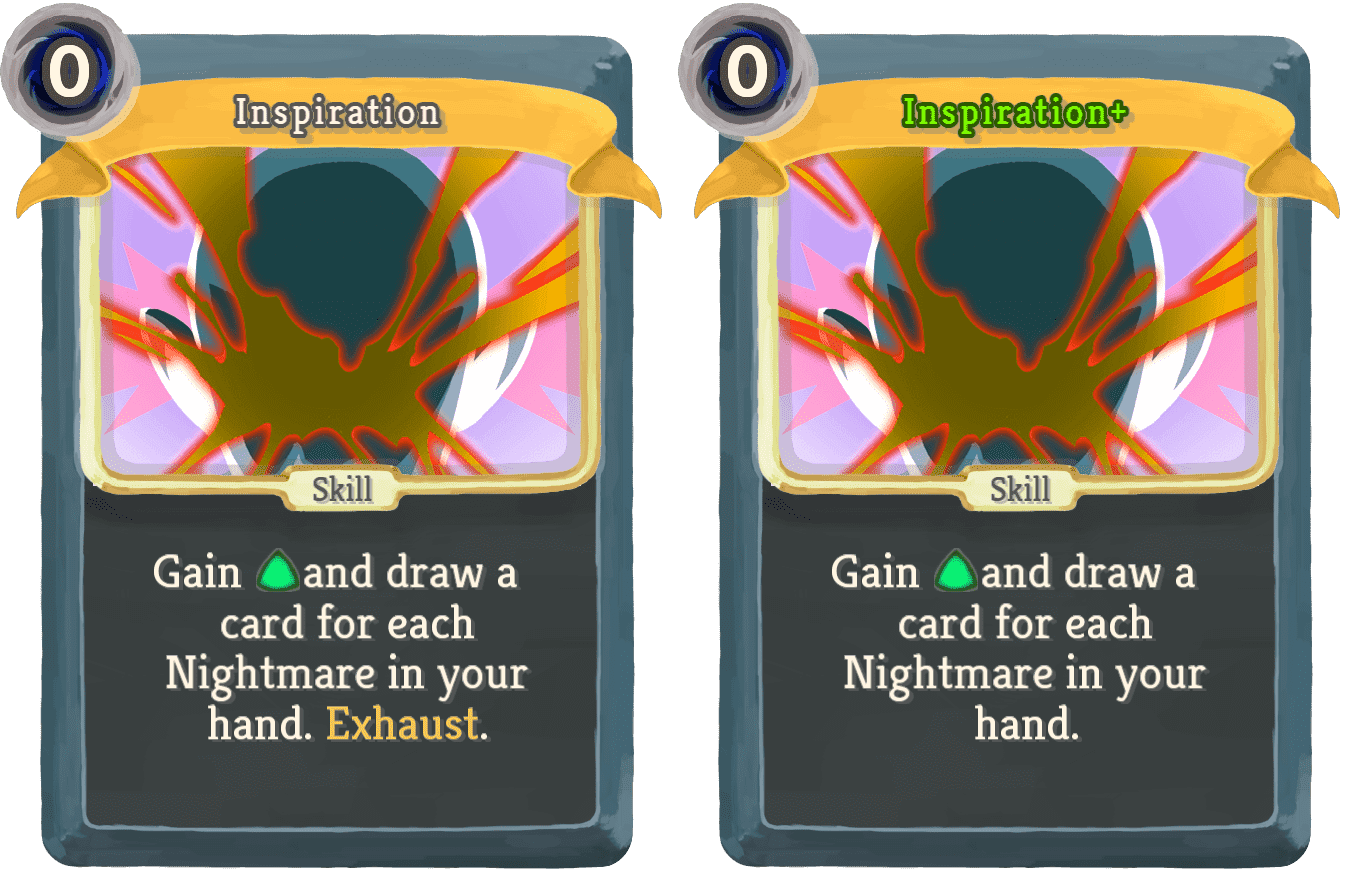 0
Inspiration
Skill
Gain and draw a
card for each
Nightmare in your
hand. Exhaust.
0
Inspiration+
Skill
Gain and draw a
card for each
Nightmare in your
hand.